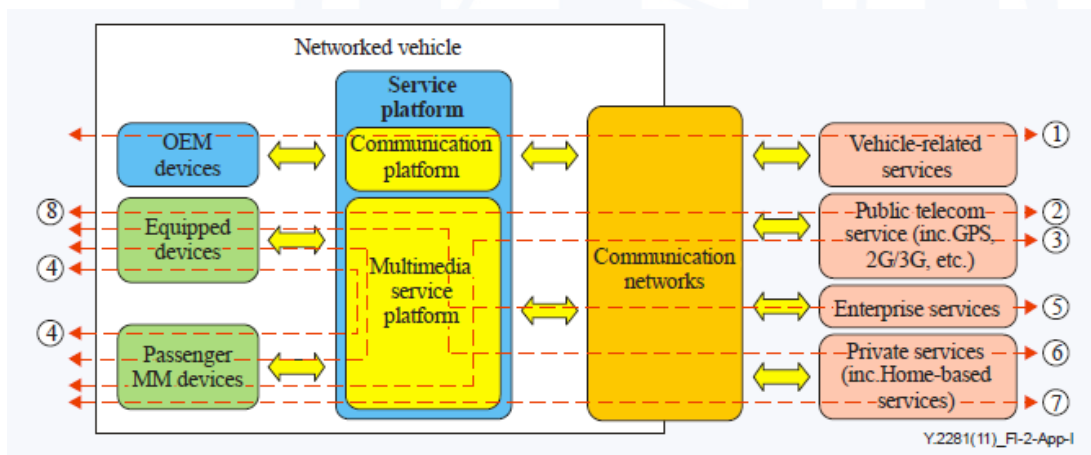 Networked vehicle
Service
platform
OEM
devices
Communication
platform
Vehicle-related
services
①
⑧
Equipped
devices
④
Multimedia
service
platform
Communication
networks
Public telecom
service (inc.GPS,
2G/3G, etc.)
②
③
Enterprise services
⑤
④
Passenger
MM devices
Private services
(inc.Home-based
services)
⑥
⑦
Y.2281(11)_FI-2-App-I